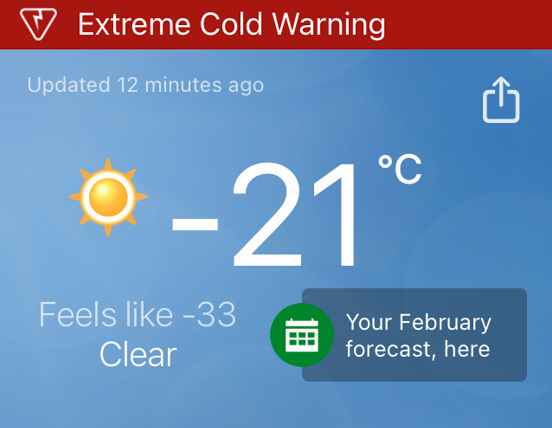 Extreme Cold Warning
Updated 12 minutes ago
-21 °C
Feels like -33
Clear
Your February
forecast, here